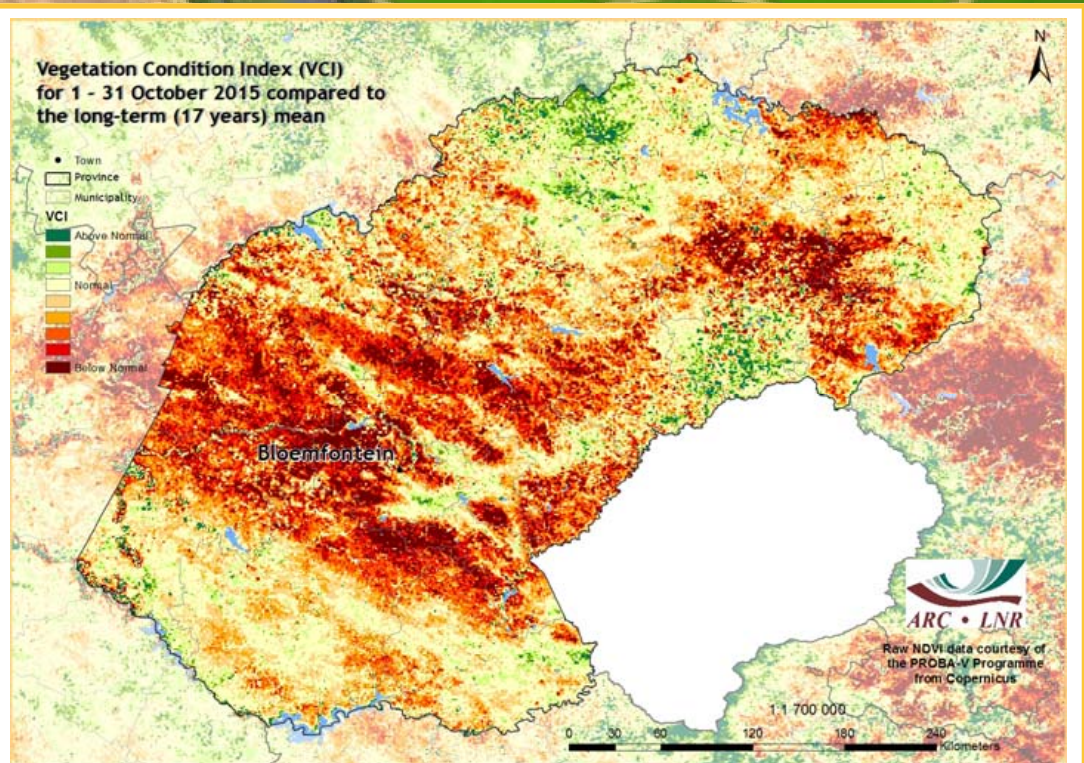 Vegetation Condition Index (VCI)
for 1 - 31 October 2015 compared to
the long-term (17 years) mean
N
Town
Province
Municipality
VCI
Above Normal
Normal
Below Normal
Bloemfontein
ARC • LNR
Raw NDVI data courtesy of
the PROBA-V Programme
from Copernicus
1:1 700 000
0 30 60 120 180 240
Kilometers